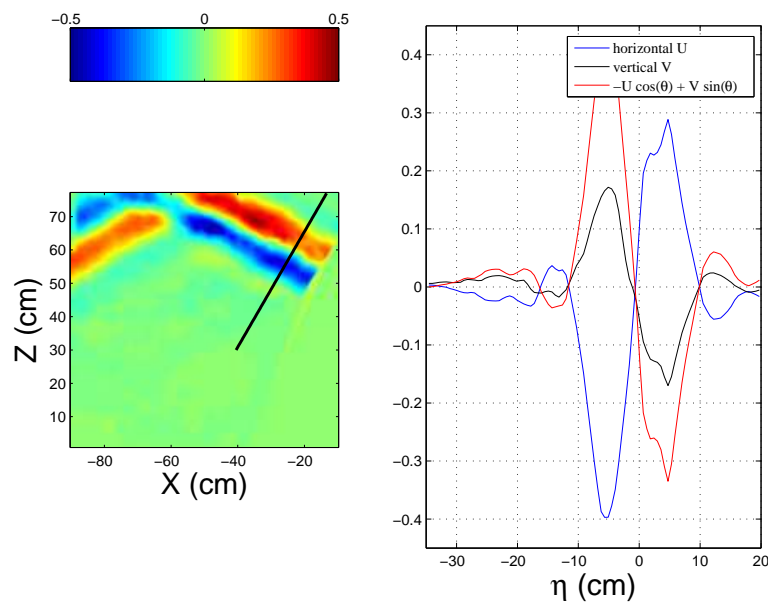 −0.5 0 0.5
70
60
50
40
30
20
10
Z (cm)
−80 −60 −40 −20
X (cm)
horizontal U
vertical V
−U cos(θ) + V sin(θ)
0.4
0.3
0.2
0.1
0
−0.1
−0.2
−0.3
−0.4
−30 −20 −10 0 10 20
η (cm)